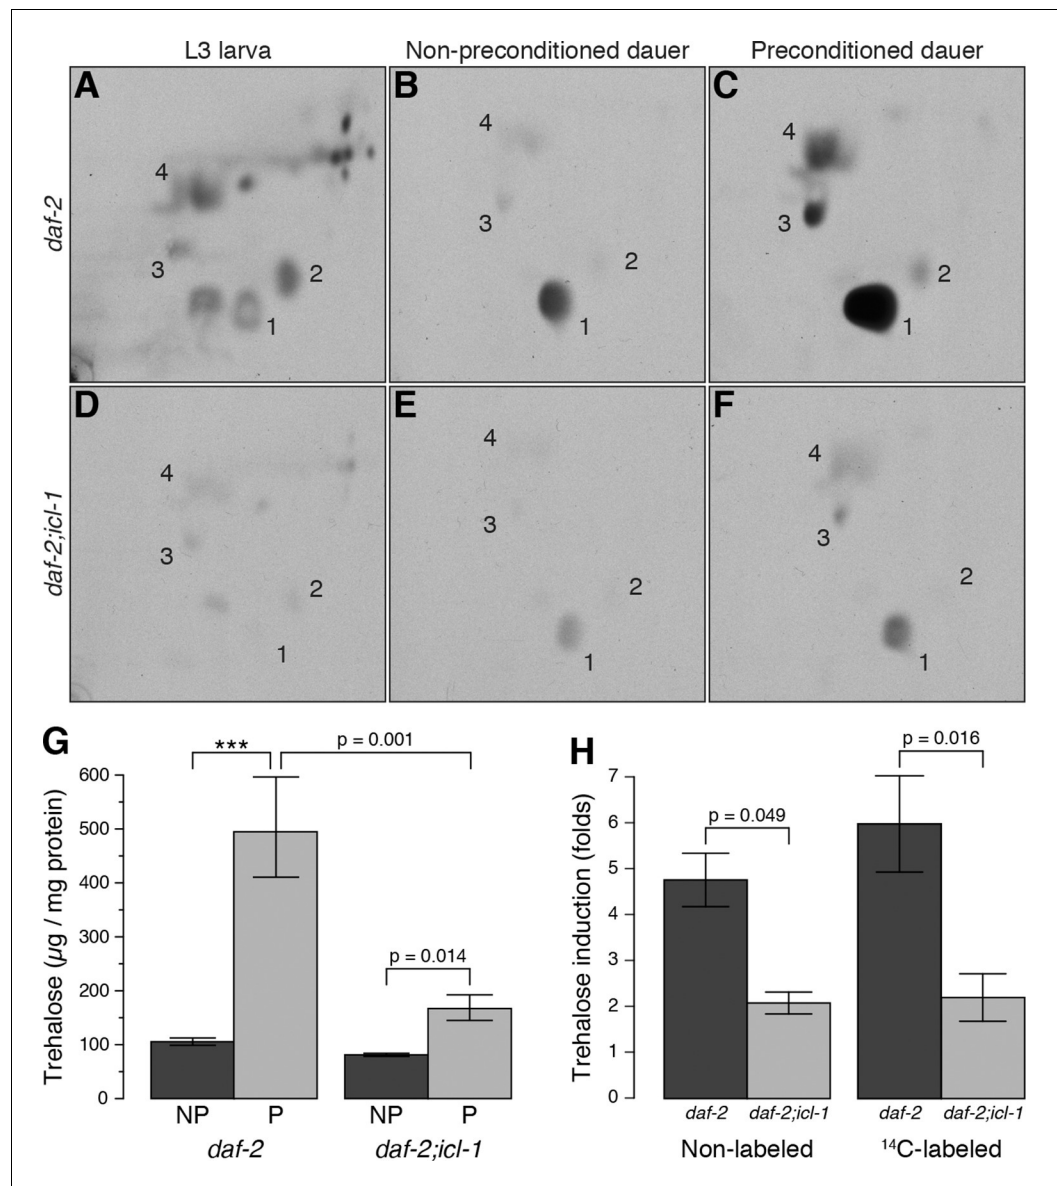 L3 larva Non-preconditioned dauer Preconditioned dauer
A B C
daf-2
4
3
2
1
4
3
2
1
4
3
2
1
D E F
daf-2;icl-1
4
3
2
1
4
3
2
1
4
3
2
1
G
Trehalose (µg / mg protein)
600
500
400
300
200
100
0
***
p = 0.001
p = 0.014
NP P NP P
daf-2 daf-2;icl-1
H
Trehalose induction (folds)
7
6
5
4
3
2
1
0
p = 0.049
p = 0.016
daf-2 daf-2;icl-1 daf-2 daf-2;icl-1
Non-labeled ¹⁴C-labeled